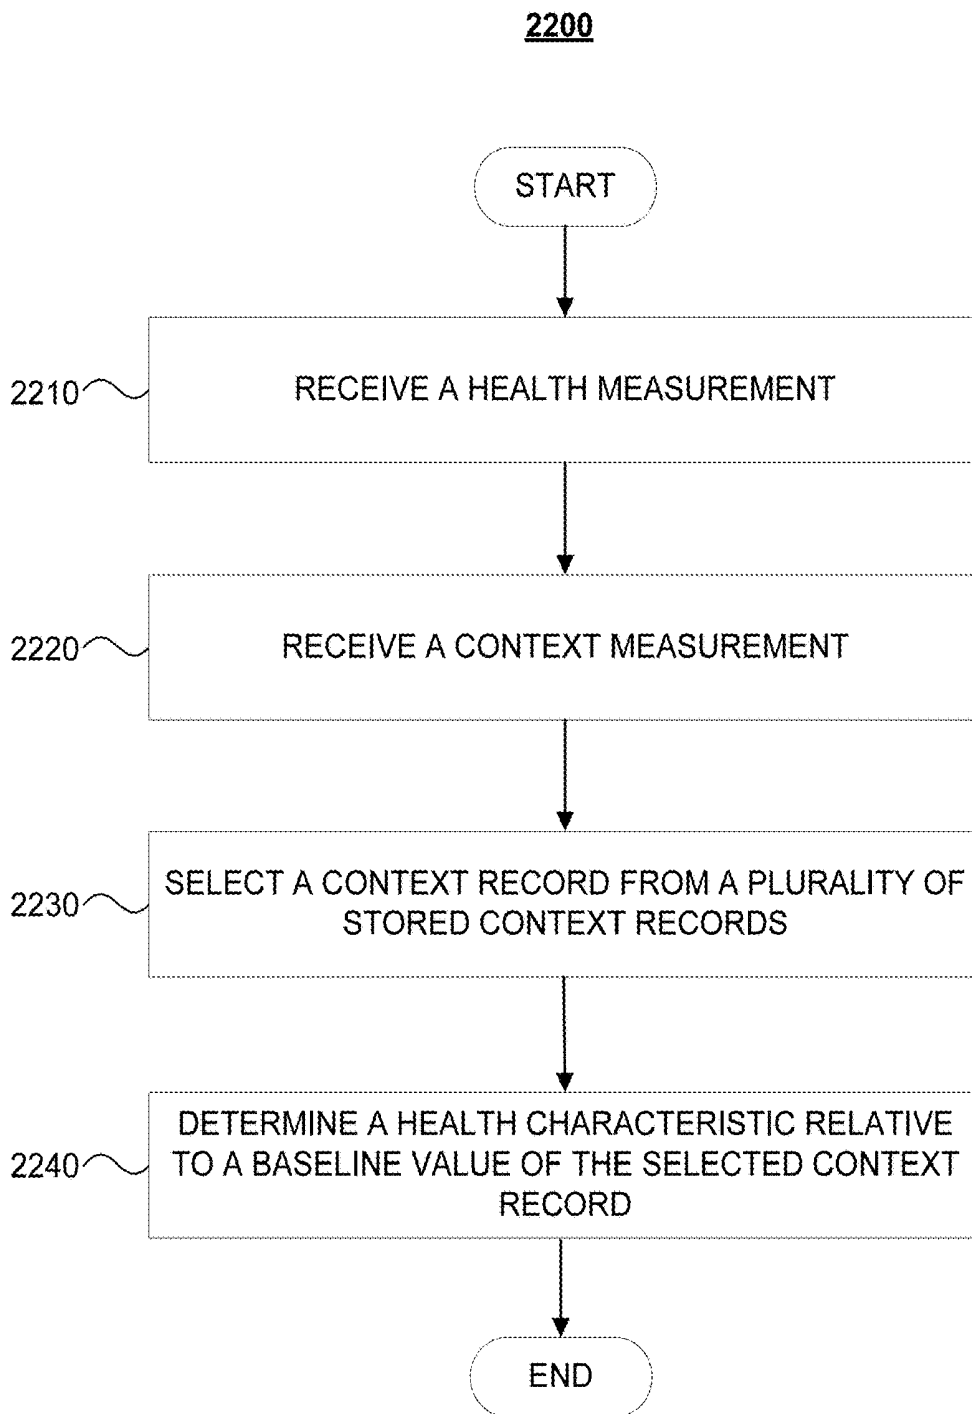 2200
START
2210
RECEIVE A HEALTH MEASUREMENT
2220
RECEIVE A CONTEXT MEASUREMENT
2230
SELECT A CONTEXT RECORD FROM A PLURALITY OF
STORED CONTEXT RECORDS
2240
DETERMINE A HEALTH CHARACTERISTIC RELATIVE
TO A BASELINE VALUE OF THE SELECTED CONTEXT
RECORD
END